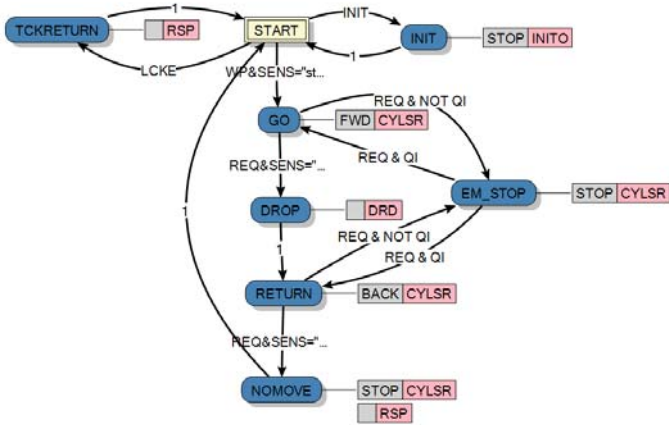 1
INIT
TCKRETURN RSP
START
INIT STOP INITO
1
LCKE
WP&SENS="st...
REQ & NOT QI
GO FWD CYLSR
REQ & QI
REQ&SENS="...
EM_STOP STOP CYLSR
1
DROP DRD
REQ & NOT QI
1
REQ & QI
RETURN BACK CYLSR
REQ&SENS="...
NOMOVE STOP CYLSR
RSP